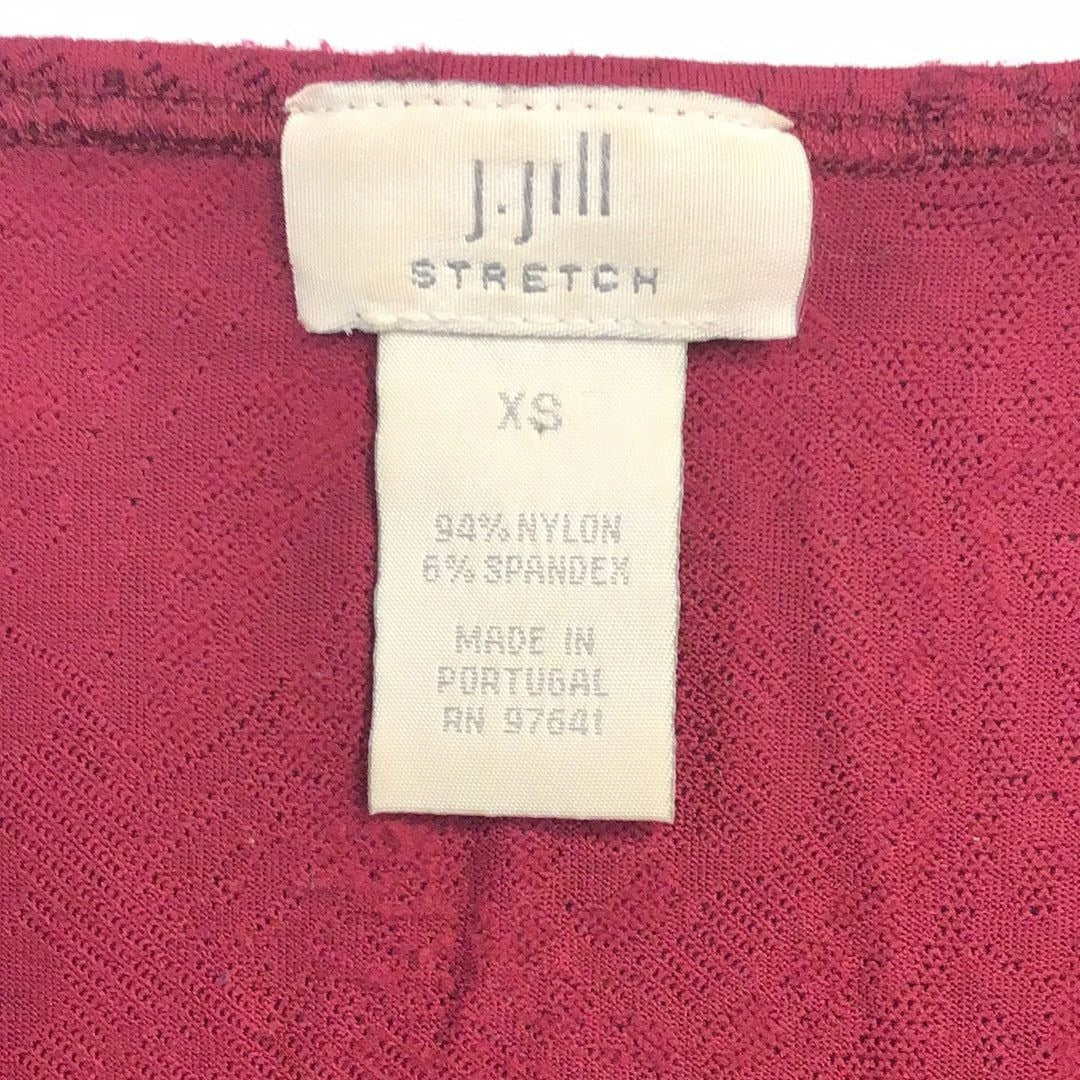 J.Jill
STRETCH
XS
94% NYLON
6% SPANDEX
MADE IN
PORTUGAL
RN 97641